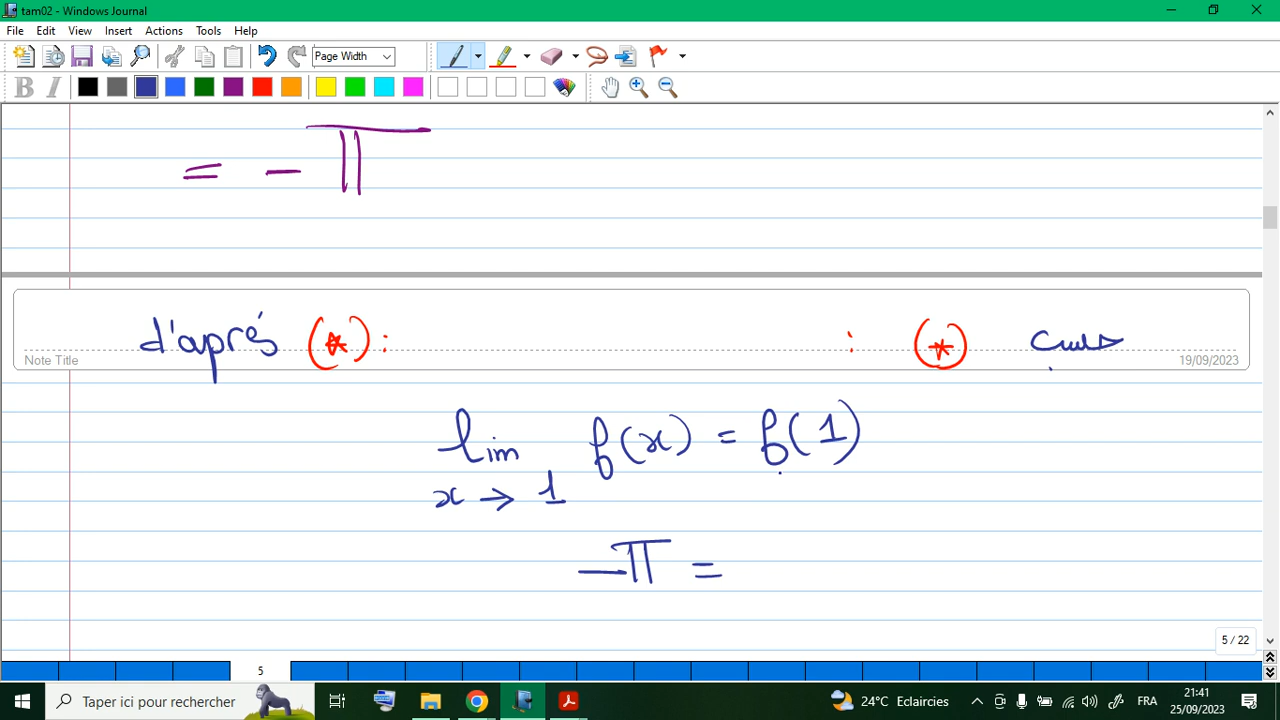 tam02 - Windows Journal
File Edit View Insert Actions Tools Help
Page Width
B I
= - π
d'aprés (*): : (*) حسب
Note Title 19/09/2023
lim f(x) = f(1)
x → 1
-π =
5 / 22
5
Taper ici pour rechercher 24°C Eclaircies FRA 21:41
25/09/2023